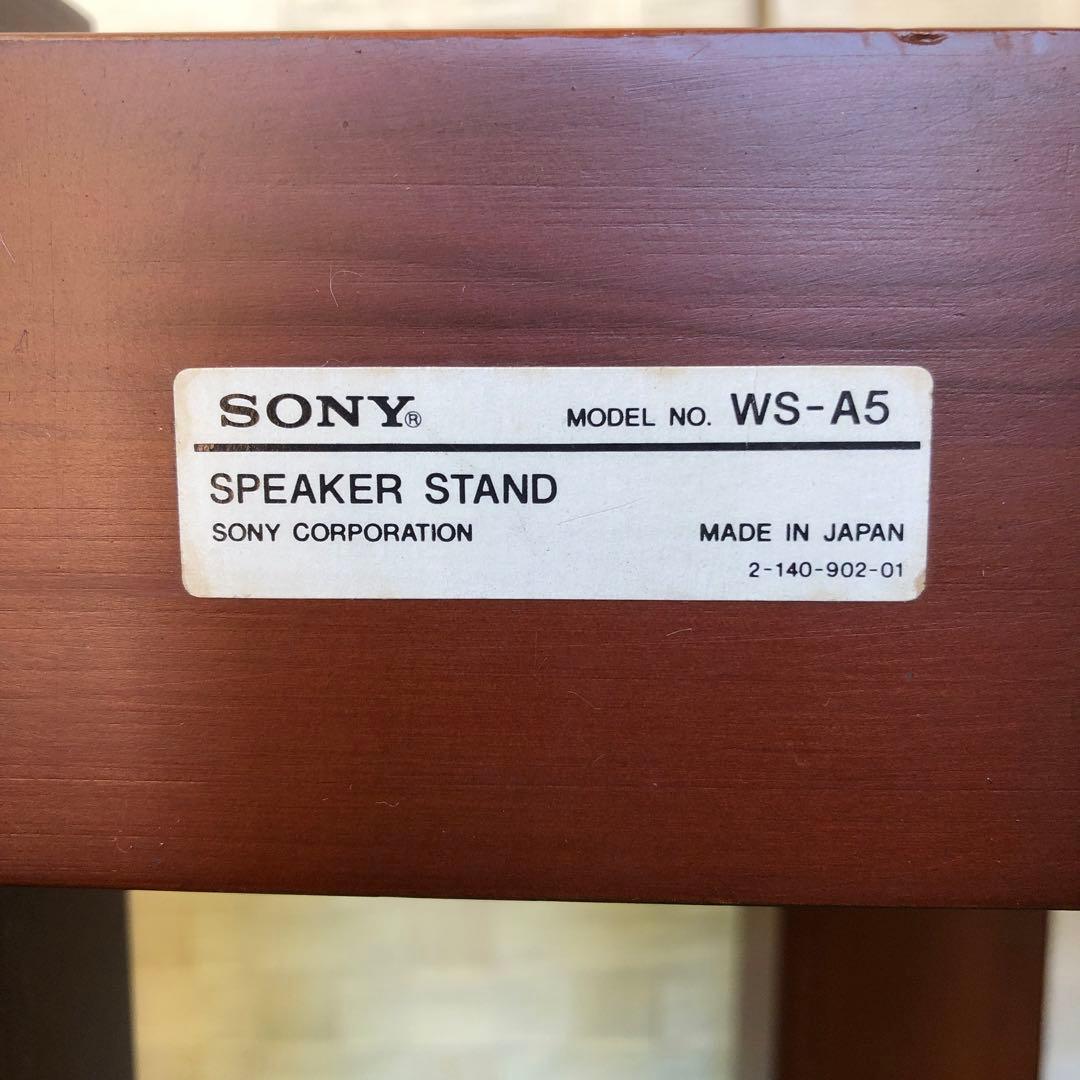 SONY® MODEL NO. WS-A5
SPEAKER STAND
SONY CORPORATION MADE IN JAPAN
2-140-902-01